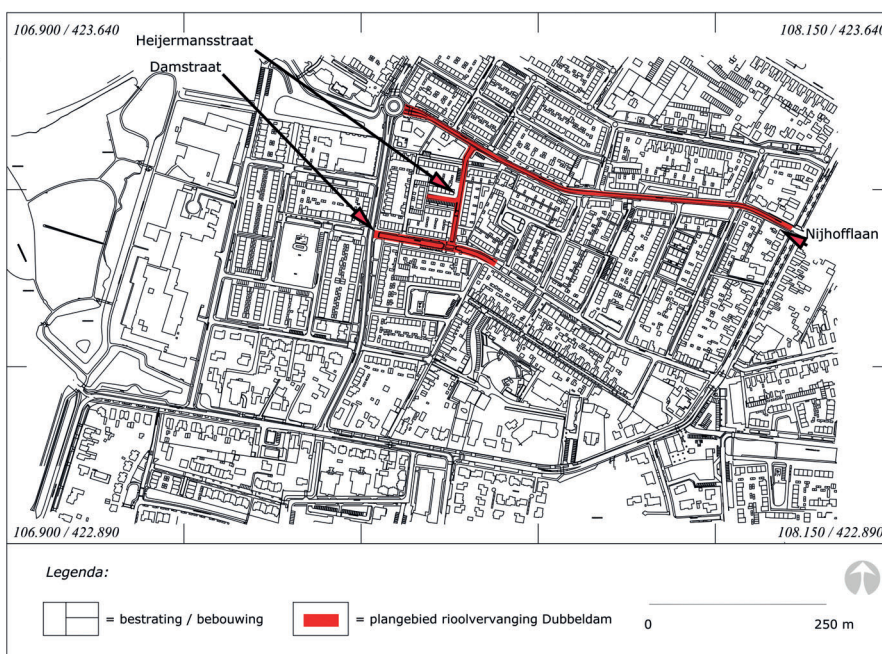 106.900 / 423.640
108.150 / 423.640
Heijermansstraat
Damstraat
Nijhofflaan
106.900 / 422.890
108.150 / 422.890
Legenda:
= bestrating / bebouwing
= plangebied rioolvervanging Dubbeldam
0
250 m